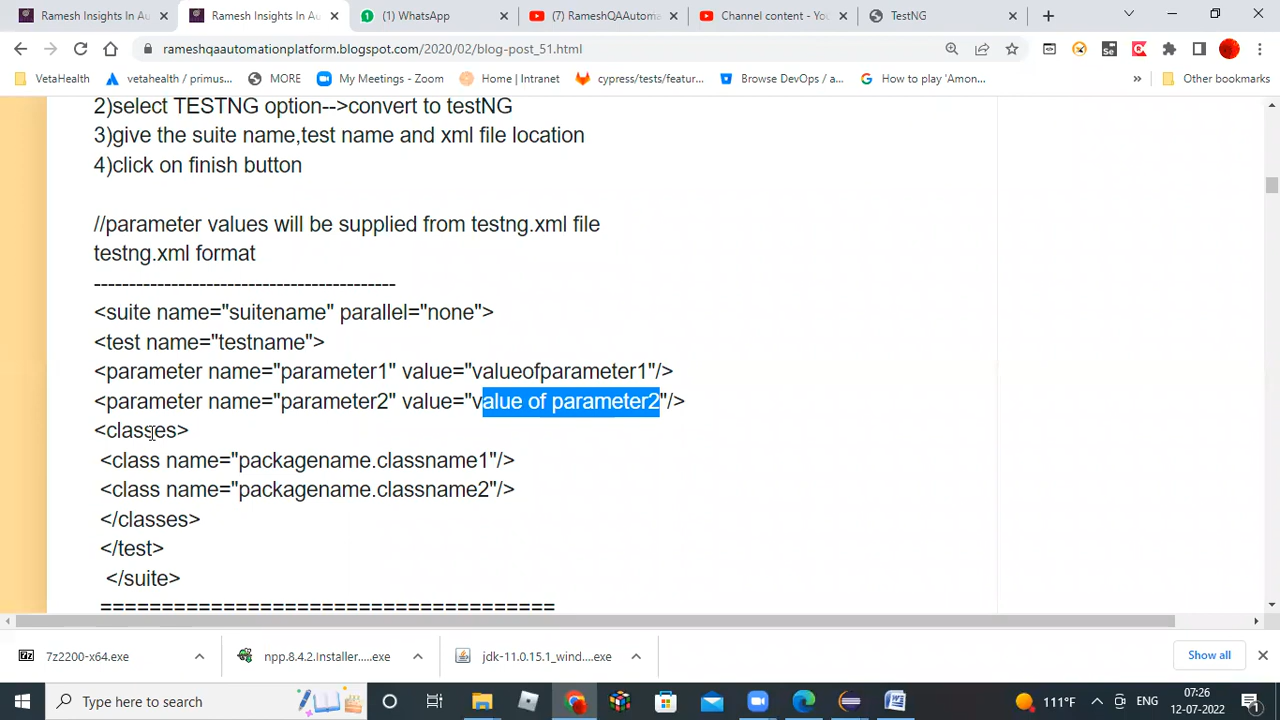 Ramesh Insights In Au
Ramesh Insights In Au
(1) WhatsApp
(7) RameshQAAutoma
Channel content - You
TestNG
rameshqaautomationplatform.blogspot.com/2020/02/blog-post_51.html
VetaHealth
vetahealth / primus...
MORE
My Meetings - Zoom
Home | Intranet
cypress/tests/featur...
Browse DevOps / a...
How to play 'Amon...
»
Other bookmarks
2)select TESTNG option-->convert to testNG
3)give the suite name,test name and xml file location
4)click on finish button
//parameter values will be supplied from testng.xml file
testng.xml format
-------------------------------------------
<suite name="suitename" parallel="none">
<test name="testname">
<parameter name="parameter1" value="valueofparameter1"/>
<parameter name="parameter2" value="value of parameter2"/>
<classes>
<class name="packagename.classname1"/>
<class name="packagename.classname2"/>
</classes>
</test>
</suite>
=====================================
7z2200-x64.exe
npp.8.4.2.Installer.....exe
jdk-11.0.15.1_wind....exe
Show all
Type here to search
111°F
ENG
07:26
12-07-2022